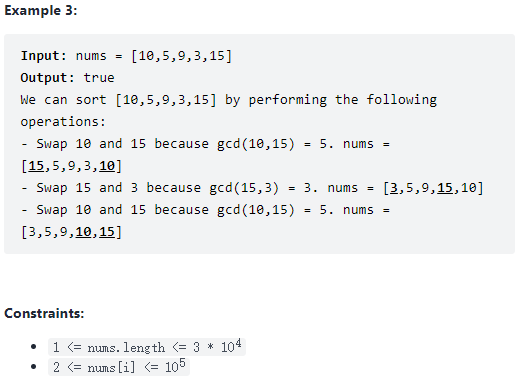 Example 3:
Input: nums = [10,5,9,3,15]
Output: true
We can sort [10,5,9,3,15] by performing the following
operations:
- Swap 10 and 15 because gcd(10,15) = 5. nums =
[15,5,9,3,10]
- Swap 15 and 3 because gcd(15,3) = 3. nums = [3,5,9,15,10]
- Swap 10 and 15 because gcd(10,15) = 5. nums =
[3,5,9,10,15]
Constraints:
• 1 <= nums.length <= 3 * 10⁴
• 2 <= nums[i] <= 10⁵